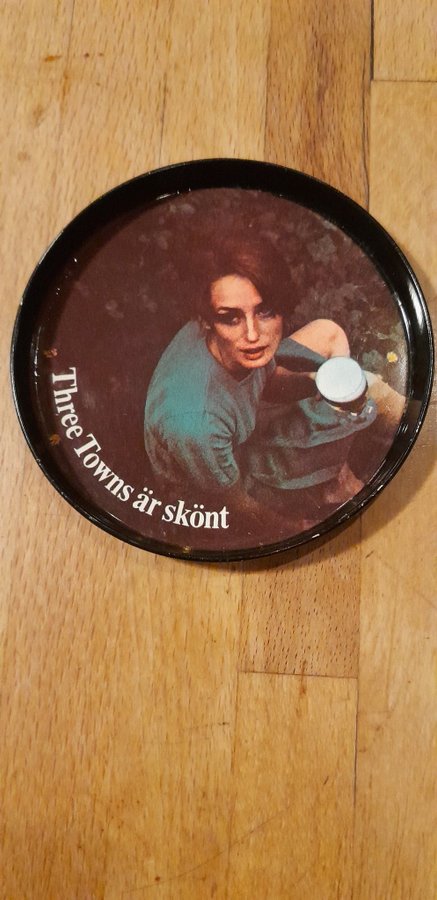 Three Towns är skönt